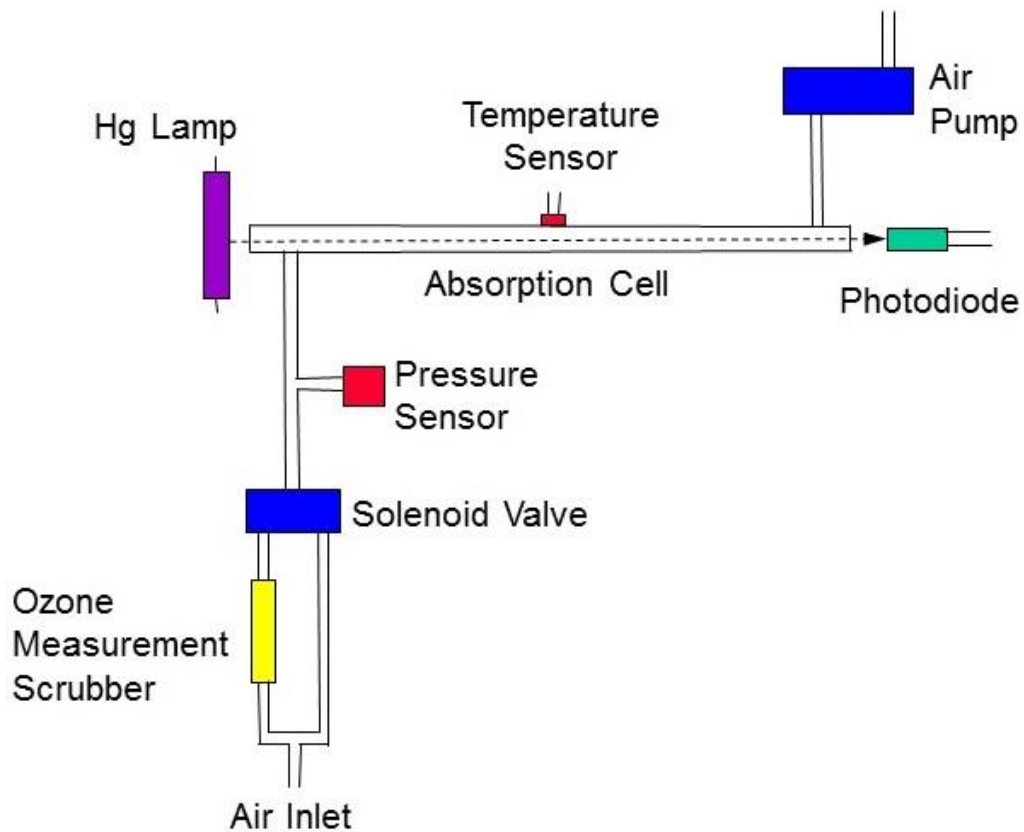 Air
Pump
Hg Lamp
Temperature
Sensor
Absorption Cell
Photodiode
Pressure
Sensor
Solenoid Valve
Ozone
Measurement
Scrubber
Air Inlet